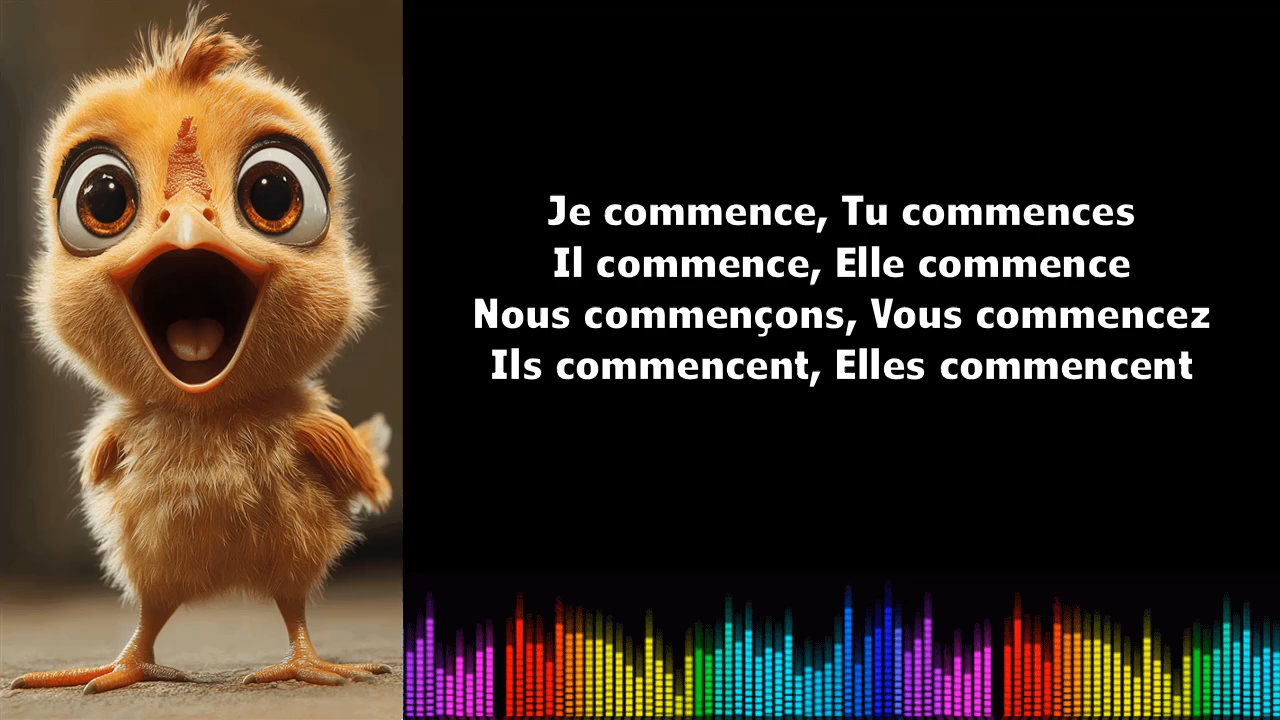 Je commence, Tu commences
Il commence, Elle commence
Nous commençons, Vous commencez
Ils commencent, Elles commencent